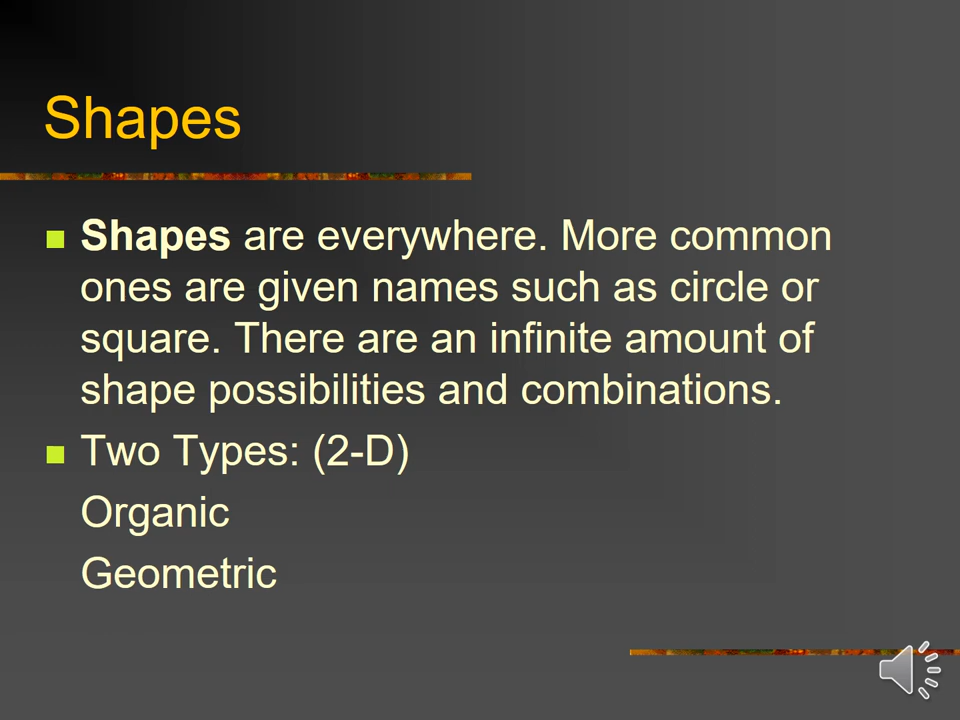 Shapes
Shapes are everywhere. More common
ones are given names such as circle or
square. There are an infinite amount of
shape possibilities and combinations.
Two Types: (2-D)
Organic
Geometric